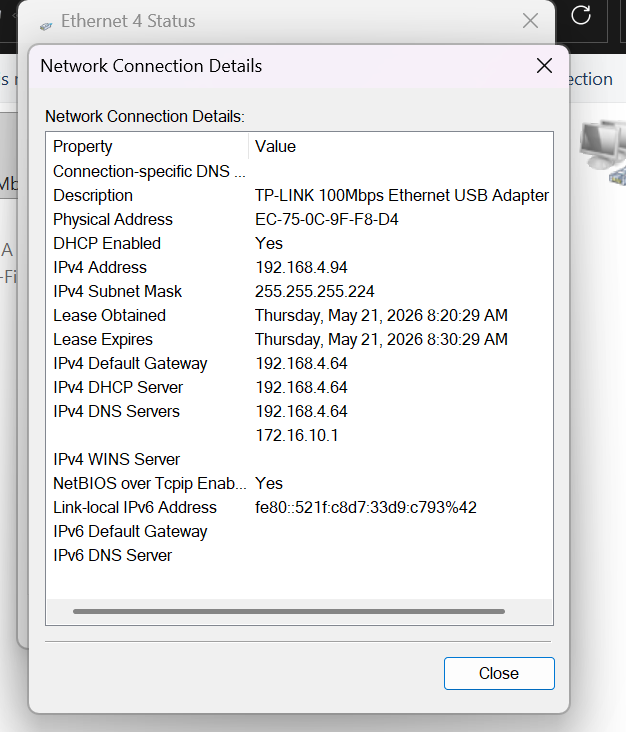 Ethernet 4 Status
Network Connection Details
Network Connection Details:
Property Value
Connection-specific DNS ...
Description TP-LINK 100Mbps Ethernet USB Adapter
Physical Address EC-75-0C-9F-F8-D4
DHCP Enabled Yes
IPv4 Address 192.168.4.94
IPv4 Subnet Mask 255.255.255.224
Lease Obtained Thursday, May 21, 2026 8:20:29 AM
Lease Expires Thursday, May 21, 2026 8:30:29 AM
IPv4 Default Gateway 192.168.4.64
IPv4 DHCP Server 192.168.4.64
IPv4 DNS Servers 192.168.4.64
172.16.10.1
IPv4 WINS Server
NetBIOS over Tcpip Enab... Yes
Link-local IPv6 Address fe80::521f:c8d7:33d9:c793%42
IPv6 Default Gateway
IPv6 DNS Server
Close